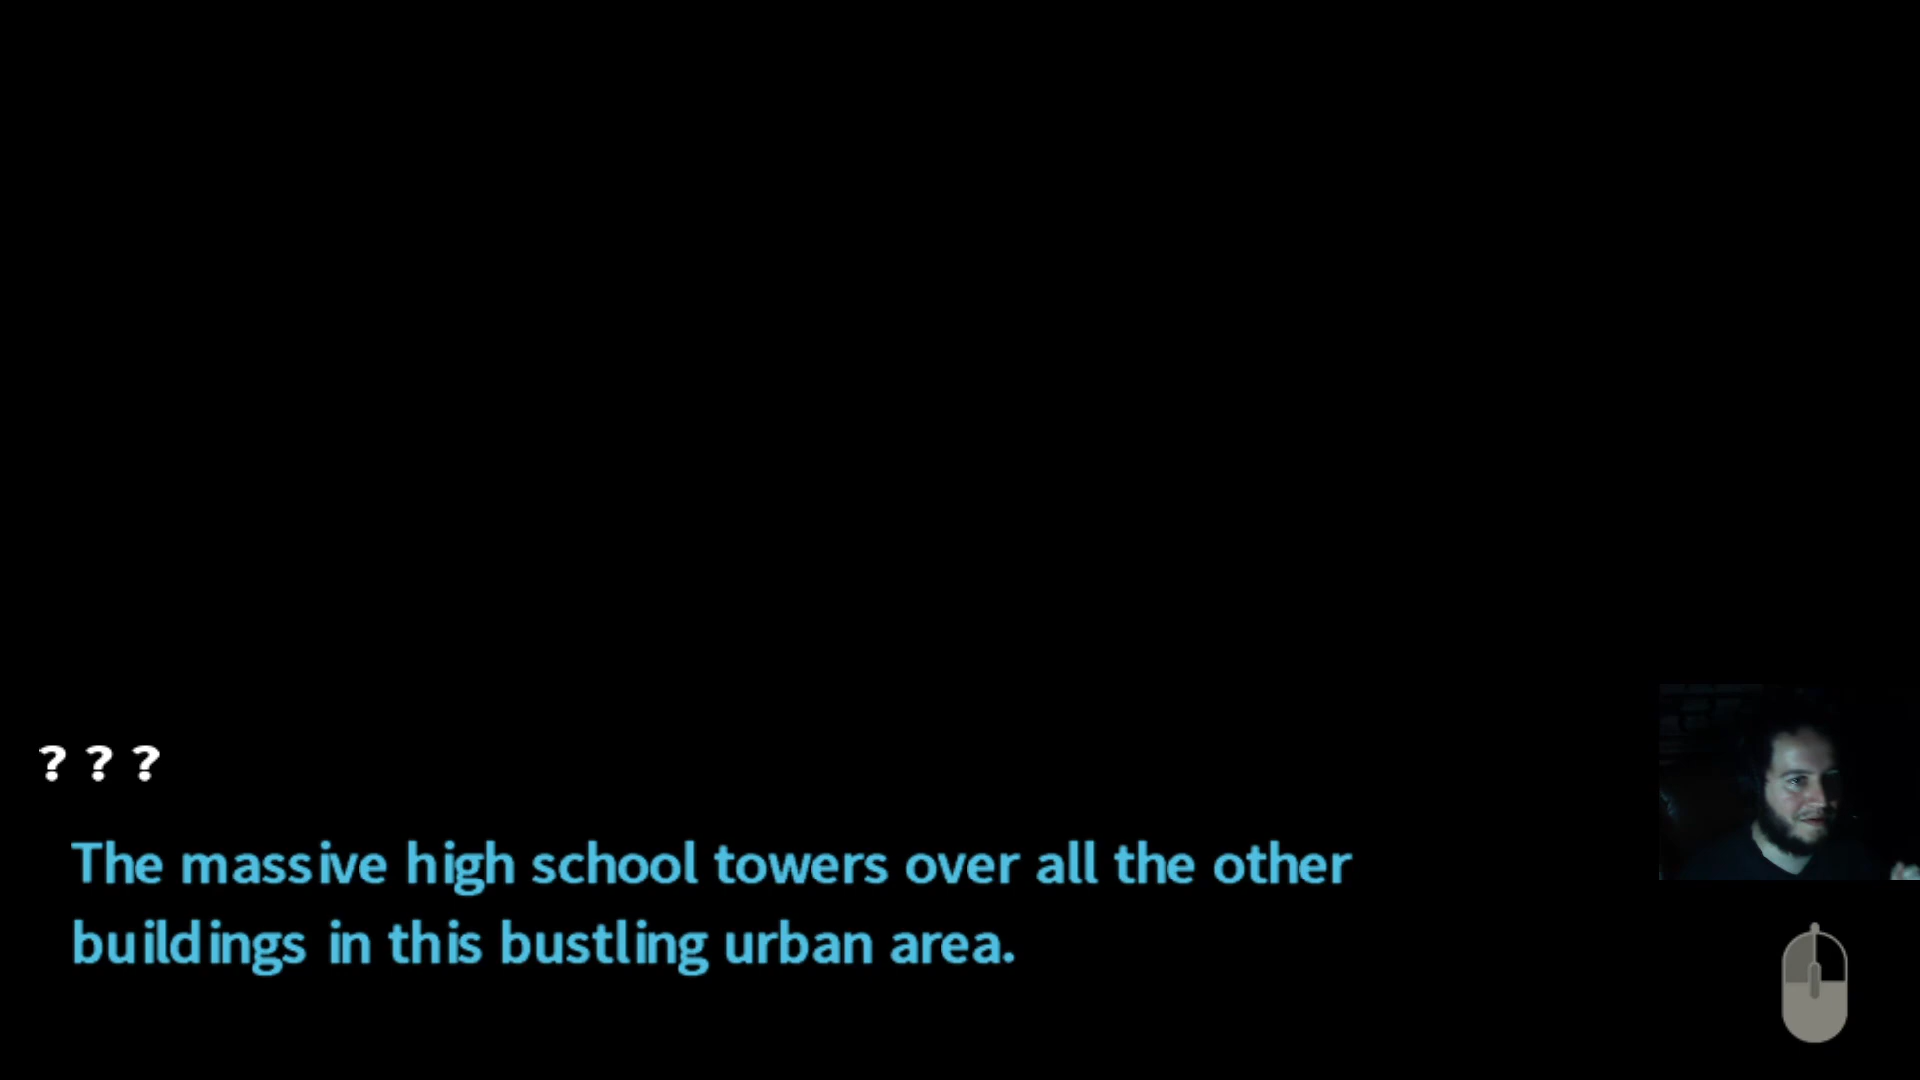 ? ? ?
The massive high school towers over all the other
buildings in this bustling urban area.